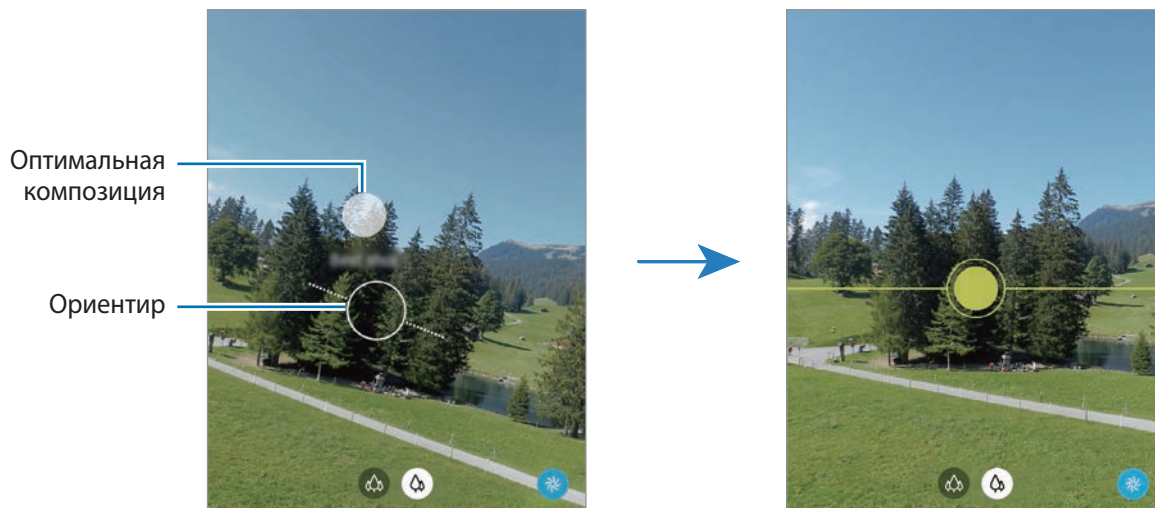 Оптимальная
композиция
Ориентир